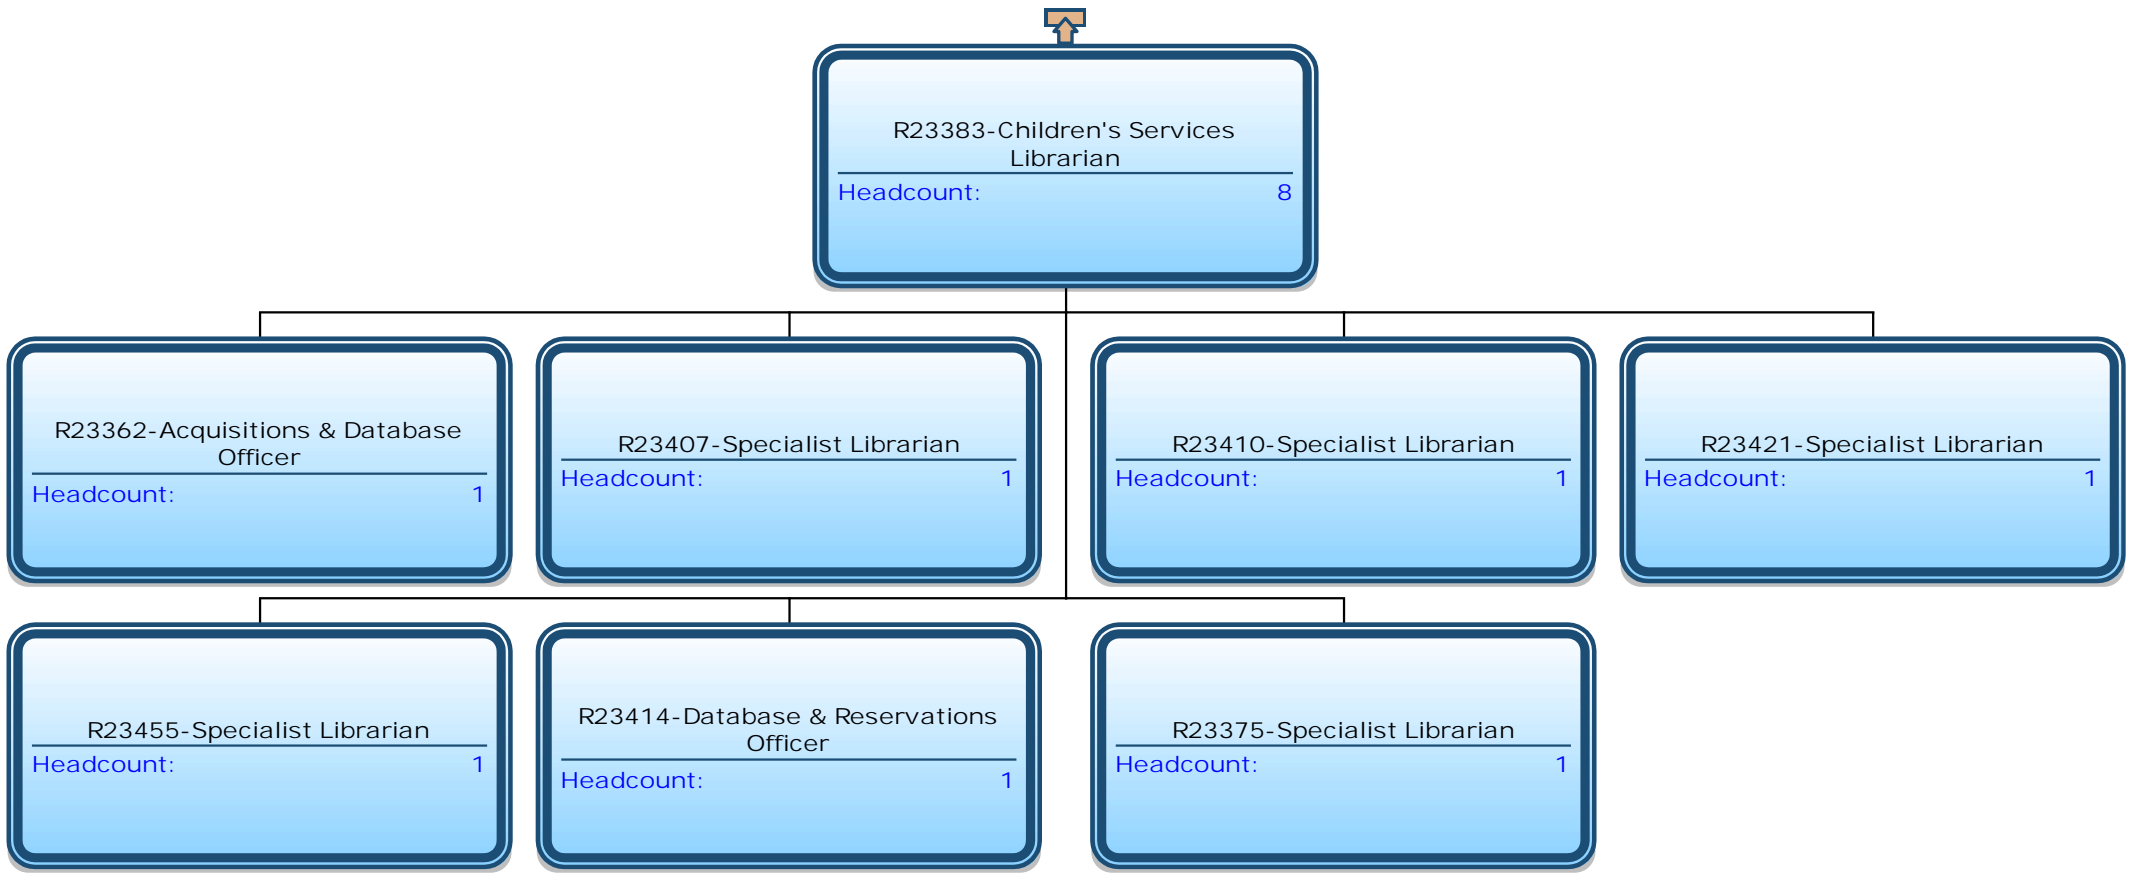 R23383-Children's Services
Librarian
Headcount: 8
R23362-Acquisitions & Database
Officer
Headcount: 1
R23407-Specialist Librarian
Headcount: 1
R23410-Specialist Librarian
Headcount: 1
R23421-Specialist Librarian
Headcount: 1
R23455-Specialist Librarian
Headcount: 1
R23414-Database & Reservations
Officer
Headcount: 1
R23375-Specialist Librarian
Headcount: 1